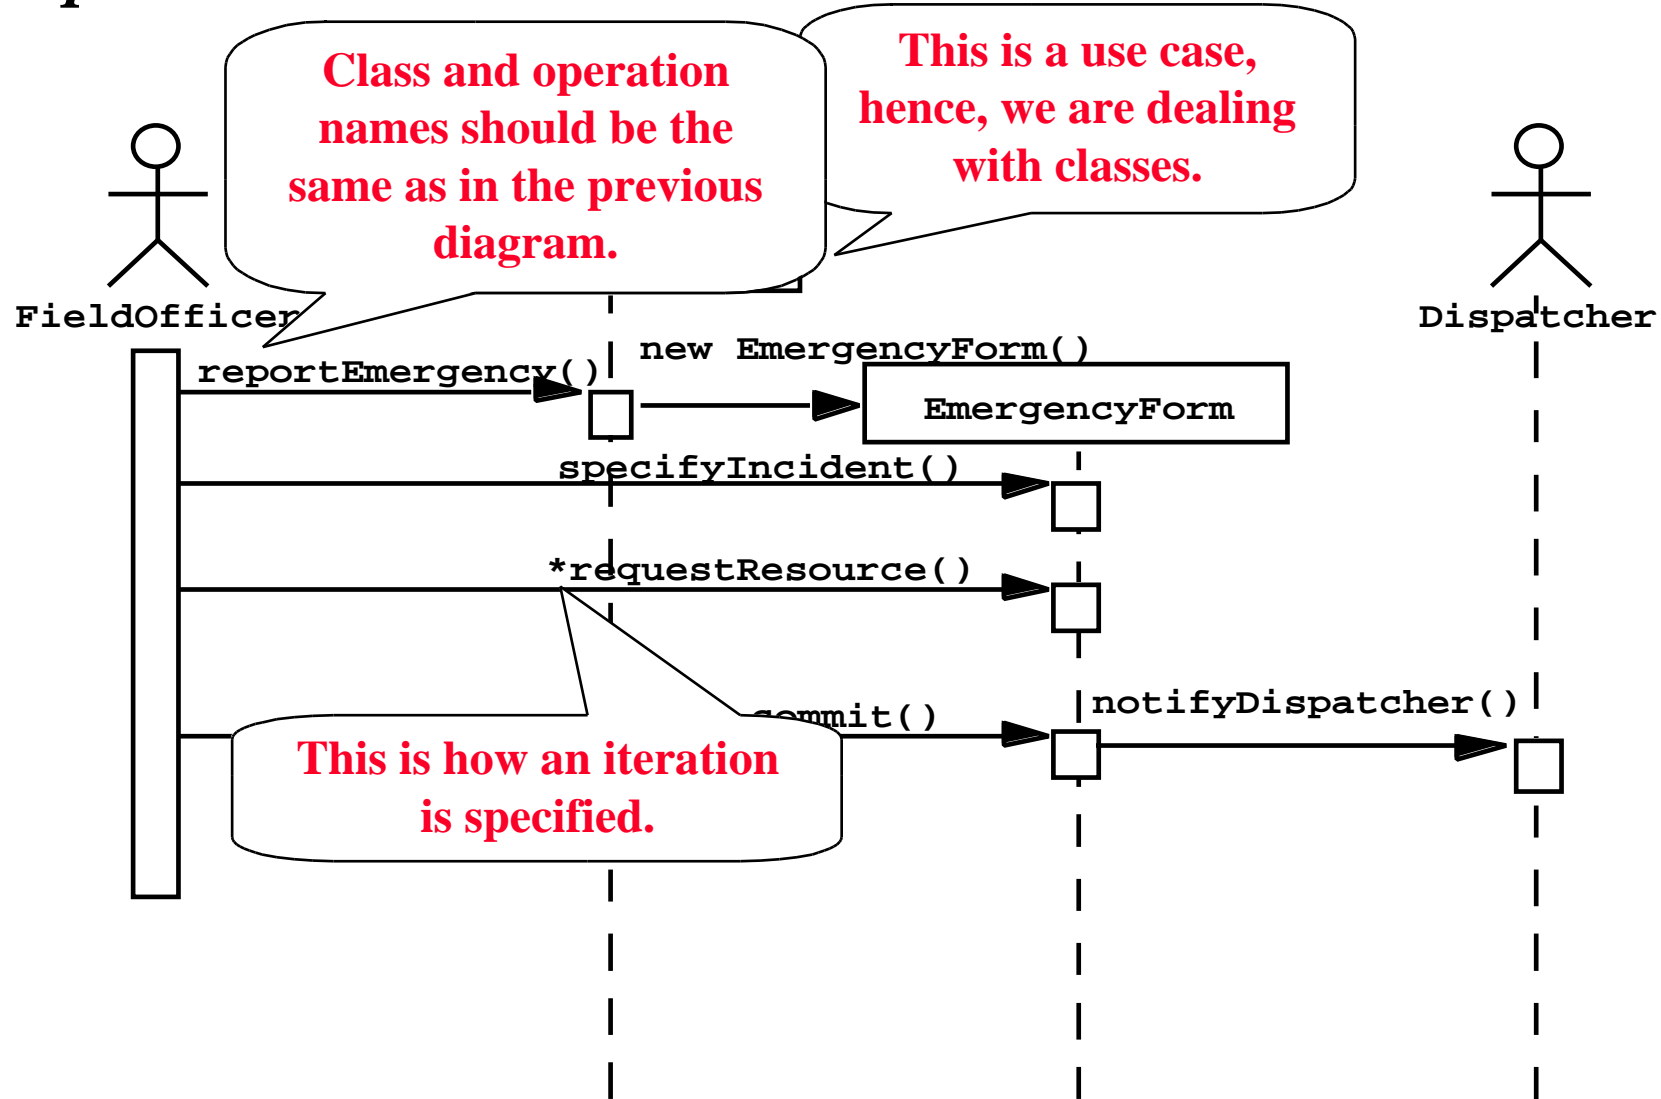 Class and operation
names should be the
same as in the previous
diagram.
This is a use case,
hence, we are dealing
with classes.
FieldOfficer
Dispatcher
new EmergencyForm()
reportEmergency()
EmergencyForm
specifyIncident()
*requestResource()
commit()
notifyDispatcher()
This is how an iteration
is specified.